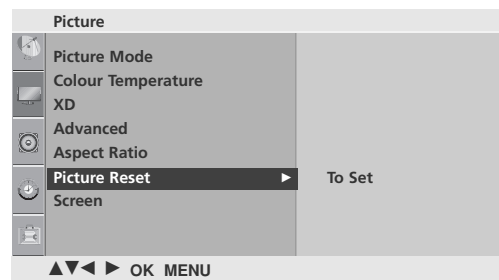 Picture
Picture Mode
Colour Temperature
XD
Advanced
Aspect Ratio
Picture Reset ► To Set
Screen
▲▼◄ ► OK MENU